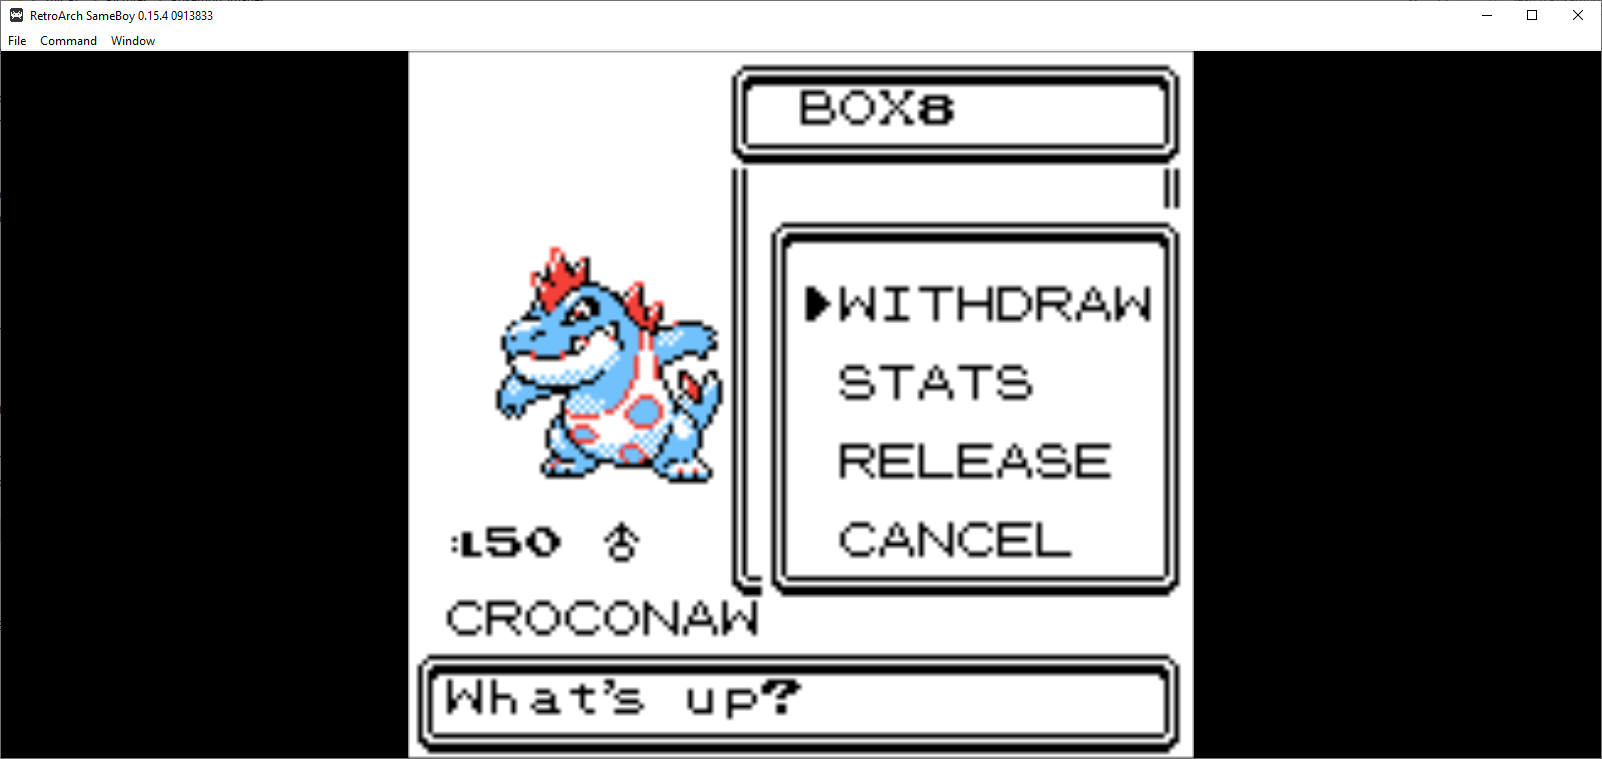 RetroArch SameBoy 0.15.4 0913833
File Command Window
BOX8
▶WITHDRAW
STATS
RELEASE
CANCEL
:L50 ♂
CROCONAW
What's up?